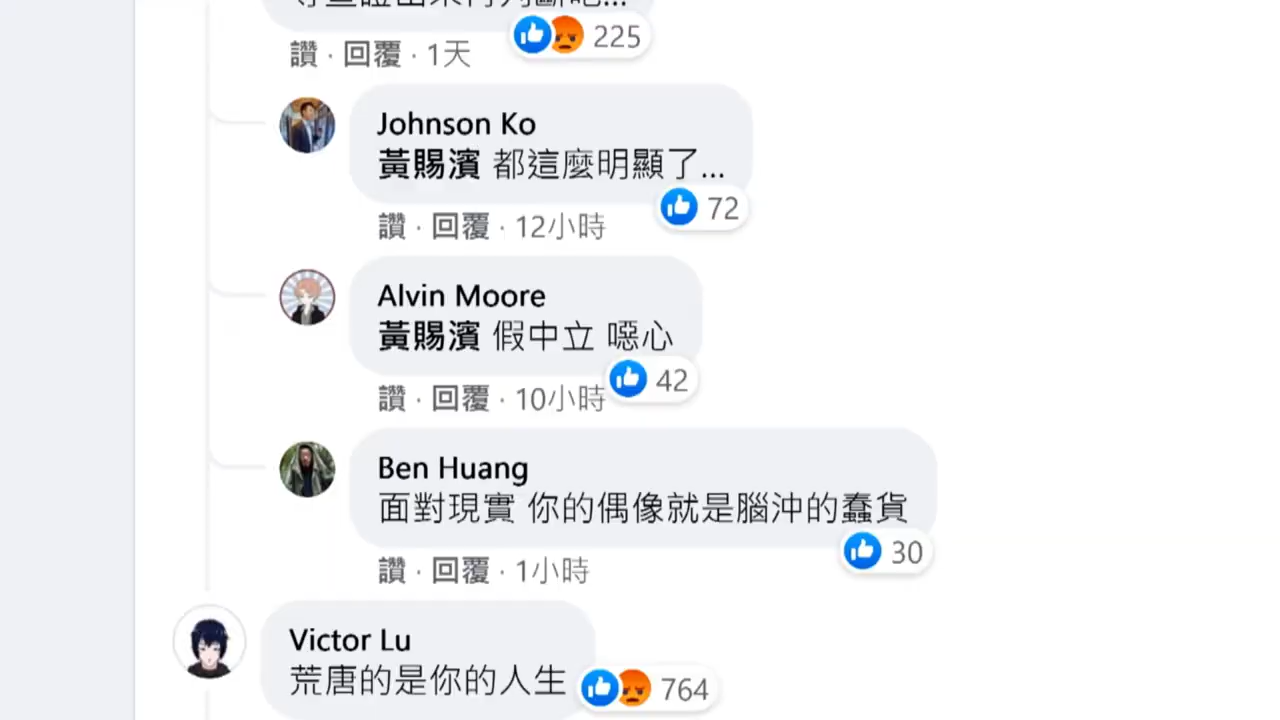 225
讚 · 回覆 · 1天
Johnson Ko
黃賜濱 都這麼明顯了...
72
讚 · 回覆 · 12小時
Alvin Moore
黃賜濱 假中立 噁心
42
讚 · 回覆 · 10小時
Ben Huang
面對現實 你的偶像就是腦沖的蠢貨
30
讚 · 回覆 · 1小時
Victor Lu
荒唐的是你的人生
764